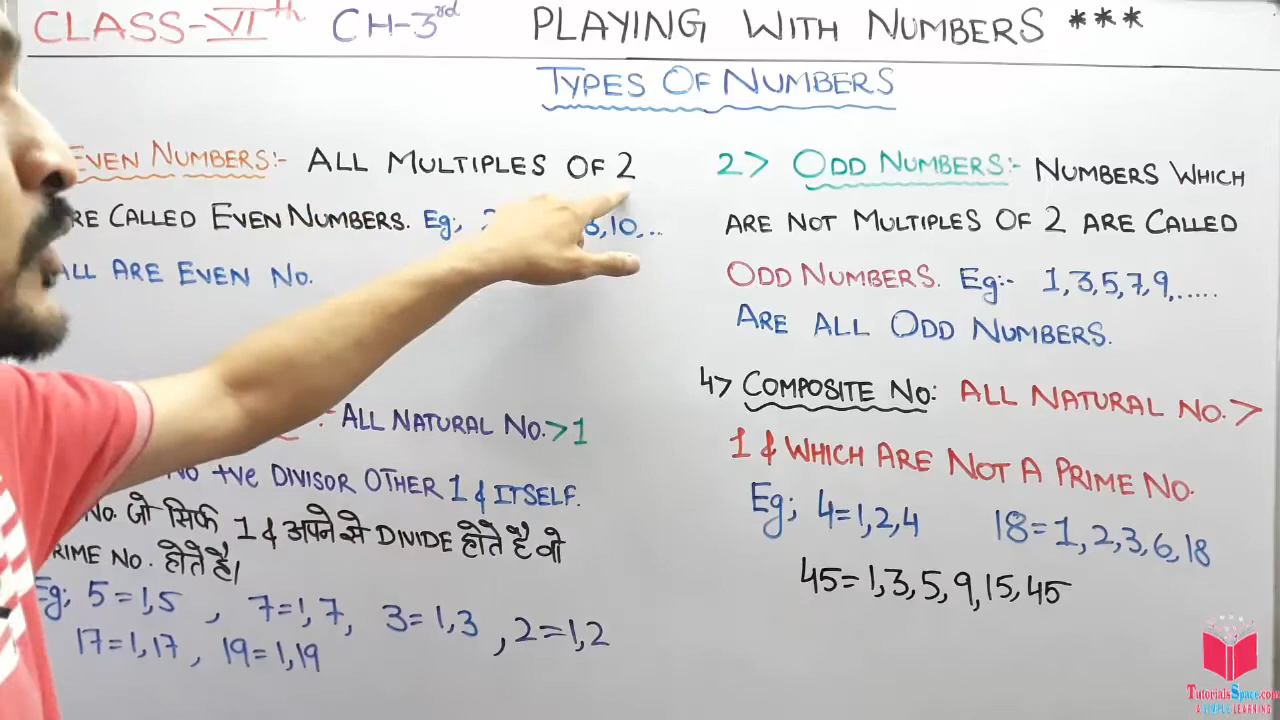 CLASS-VIth CH-3rd PLAYING WITH NUMBERS ***
TYPES OF NUMBERS
EVEN NUMBERS:- ALL MULTIPLES OF 2
CALLED EVEN NUMBERS. Eg; 10,...
ALL ARE EVEN NO.
2> ODD NUMBERS:- NUMBERS WHICH
ARE NOT MULTIPLES OF 2 ARE CALLED
ODD NUMBERS. Eg:- 1,3,5,7,9,.....
ARE ALL ODD NUMBERS.
ALL NATURAL NO.>1
+ve DIVISOR OTHER 1 & ITSELF.
No. जो सिर्फ 1 & अपने से DIVIDE होते है वो
NO. होते है।
Eg; 5=1,5 , 7=1,7, 3=1,3 , 2=1,2
17=1,17 , 19=1,19
4> COMPOSITE NO: ALL NATURAL NO. >
1 & WHICH ARE NOT A PRIME NO.
Eg; 4=1,2,4 18=1,2,3,6,18
45=1,3,5,9,15,45
TutorialsSpace.com
A SIMPLE LEARNING